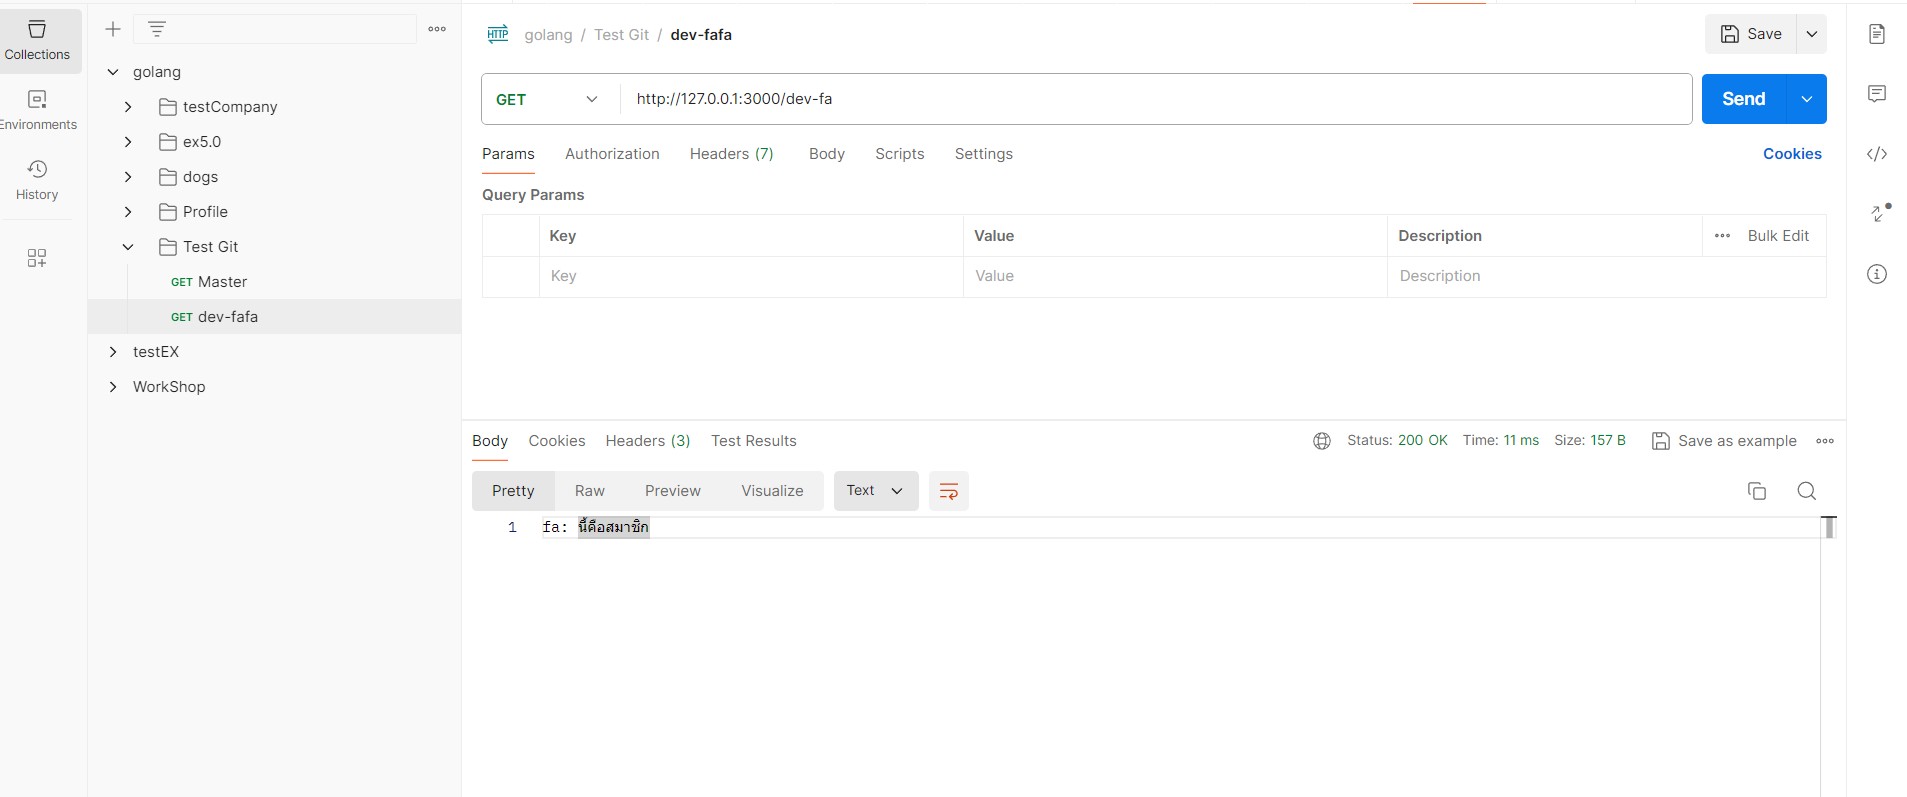 Collections
Environments
History
golang
testCompany
ex5.0
dogs
Profile
Test Git
GET Master
GET dev-fafa
testEX
WorkShop
HTTP golang / Test Git / dev-fafa
Save
GET http://127.0.0.1:3000/dev-fa Send
Params Authorization Headers (7) Body Scripts Settings Cookies
Query Params
Key Value Description Bulk Edit
Key Value Description
Body Cookies Headers (3) Test Results Status: 200 OK Time: 11 ms Size: 157 B Save as example
Pretty Raw Preview Visualize Text
1 fa: นี้คือสมาชิก